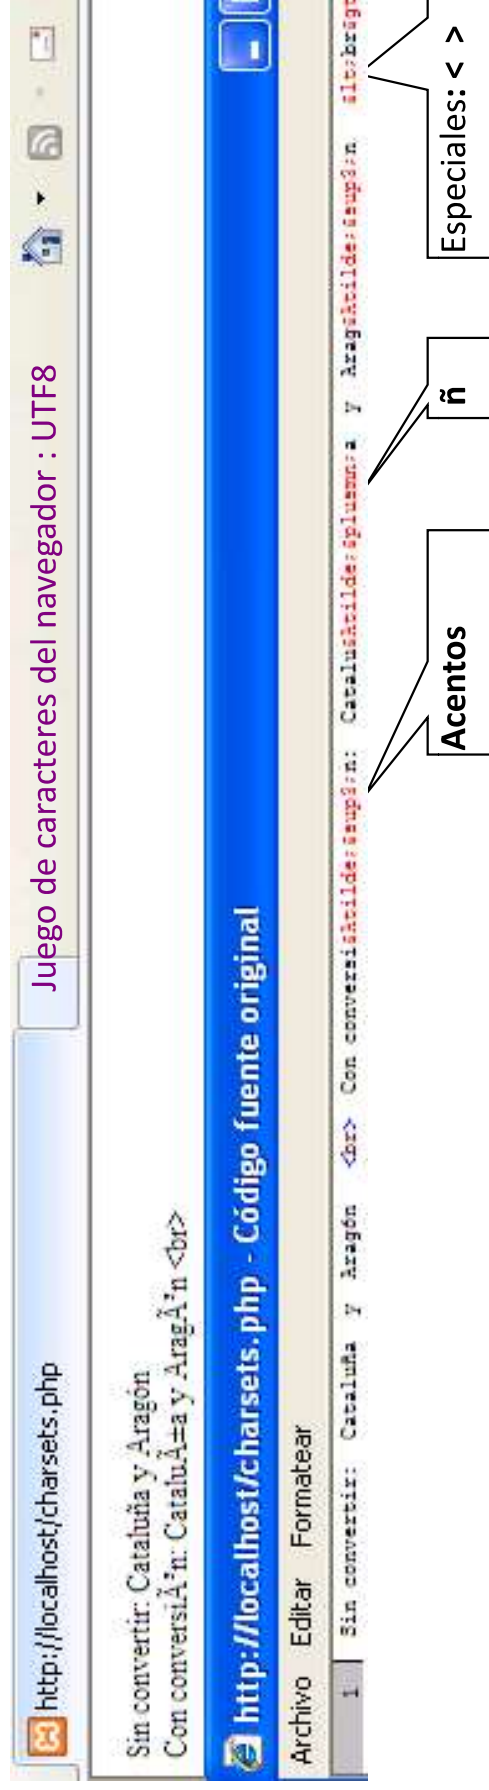 http://localhost/charsets.php
Juego de caracteres del navegador : UTF8
Sin convertir: Cataluña y Aragón
Con conversiÃ³n: CataluÃ±a y AragÃ³n <br>
http://localhost/charsets.php - Código fuente original
Archivo Editar Formatear
1 Sin convertir: Cataluña y Aragón <br> Con conversi&Atilde;&sup3;n: Catalu&Atilde;&plusmn;a y Arag&Atilde;&sup3;n &lt;br&gt
Acentos
ñ
Especiales: < >